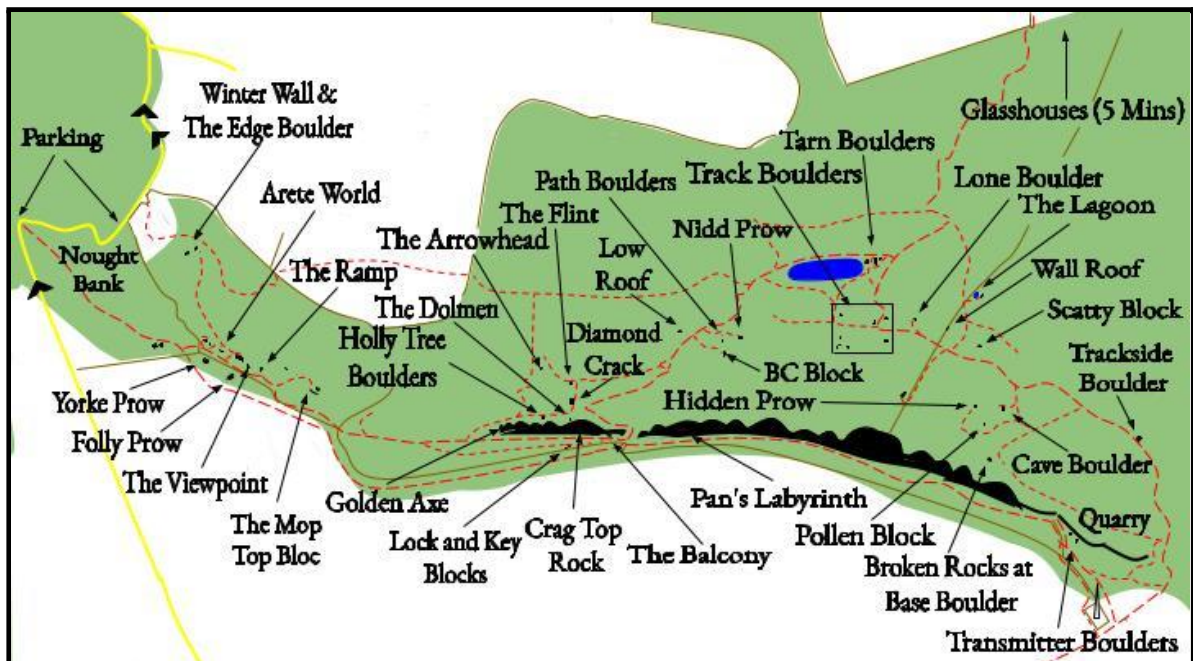 Winter Wall &
The Edge Boulder
Parking
Glasshouses (5 Mins)
Tarn Boulders
Track Boulders
Path Boulders
Lone Boulder
The Lagoon
Arete World
The Flint
The Arrowhead
Low
Roof
Nidd Prow
Nought
Bank
The Ramp
Wall Roof
The Dolmen
Scatty Block
Holly Tree
Boulders
Diamond
Crack
Trackside
Boulder
BC Block
Yorke Prow
Hidden Prow
Folly Prow
The Viewpoint
Cave Boulder
Golden Axe
Pan's Labyrinth
The Mop
Top Bloc
Lock and Key
Blocks
Crag Top
Rock
The Balcony
Pollen Block
Quarry
Broken Rocks at
Base Boulder
Transmitter Boulders